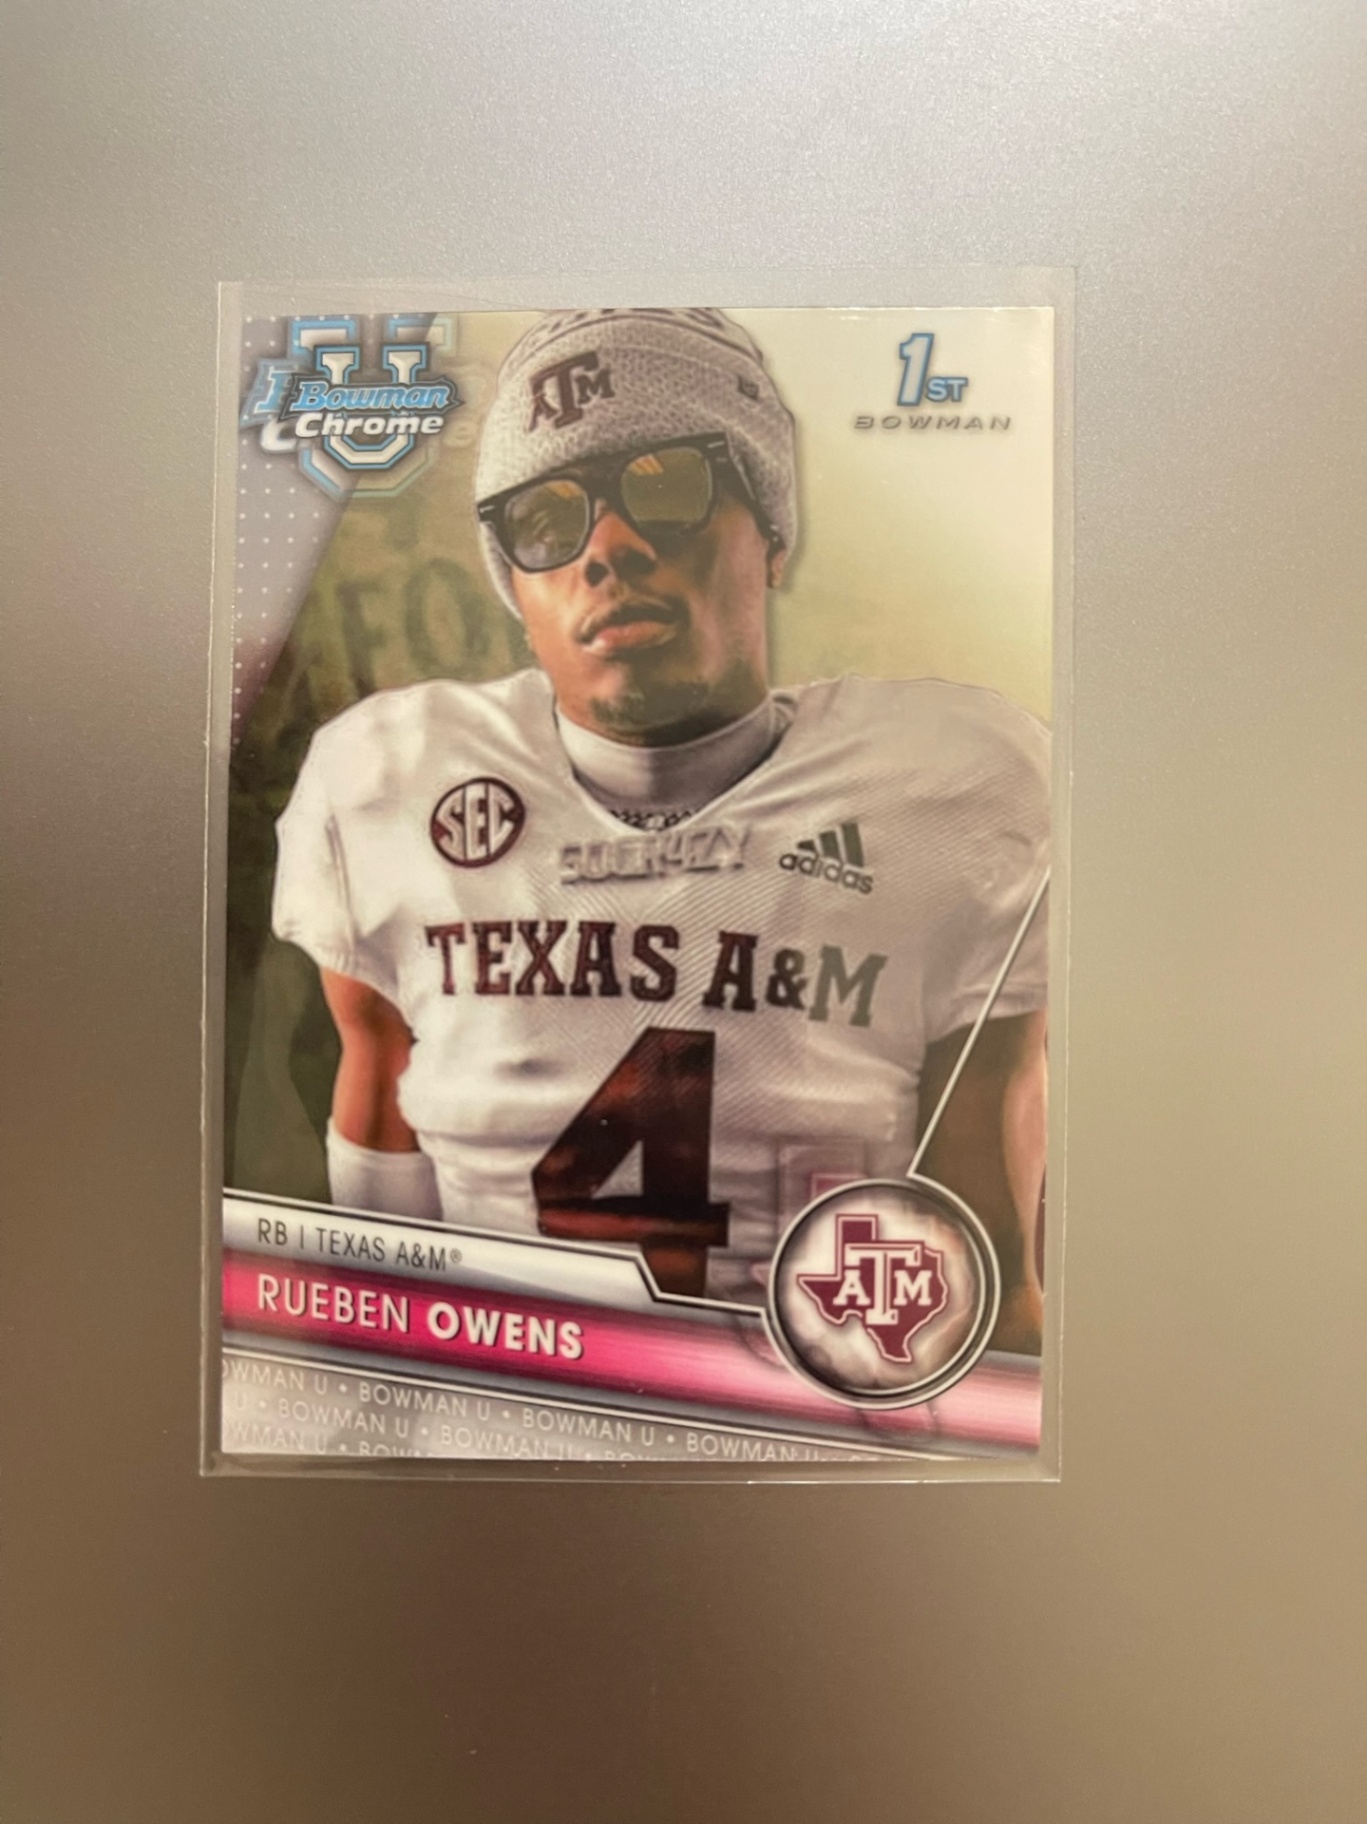 Bowman
Chrome
1ST
BOWMAN
ATM
SEC
adidas
TEXAS A&M
4
RB | TEXAS A&M®
RUEBEN OWENS
ATM
BOWMAN U • BOWMAN U • BOWMAN U
U • BOWMAN U • BOWMAN U • BOWMAN U